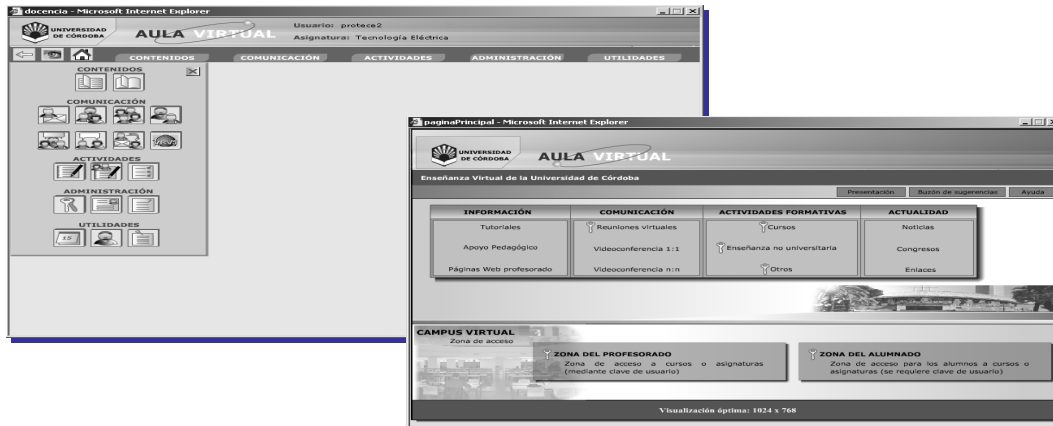 docencia - Microsoft Internet Explorer
UNIVERSIDAD
DE CÓRDOBA
AULA VIRTUAL
Usuario: protece2
Asignatura: Tecnología Eléctrica
CONTENIDOS COMUNICACIÓN ACTIVIDADES ADMINISTRACIÓN UTILIDADES
CONTENIDOS
COMUNICACIÓN
ACTIVIDADES
ADMINISTRACIÓN
UTILIDADES
15
paginaPrincipal - Microsoft Internet Explorer
UNIVERSIDAD
DE CÓRDOBA
AULA VIRTUAL
Enseñanza Virtual de la Universidad de Córdoba
Presentación Buzón de sugerencias Ayuda
INFORMACIÓN COMUNICACIÓN ACTIVIDADES FORMATIVAS ACTUALIDAD
Tutoriales Reuniones virtuales Cursos Noticias
Apoyo Pedagógico Videoconferencia 1:1 Enseñanza no universitaria Congresos
Páginas Web profesorado Videoconferencia n:n Otros Enlaces
CAMPUS VIRTUAL
Zona de acceso
ZONA DEL PROFESORADO
Zona de acceso a cursos o asignaturas
(mediante clave de usuario)
ZONA DEL ALUMNADO
Zona de acceso para los alumnos a cursos o
asignaturas (se requiere clave de usuario)
Visualización óptima: 1024 x 768